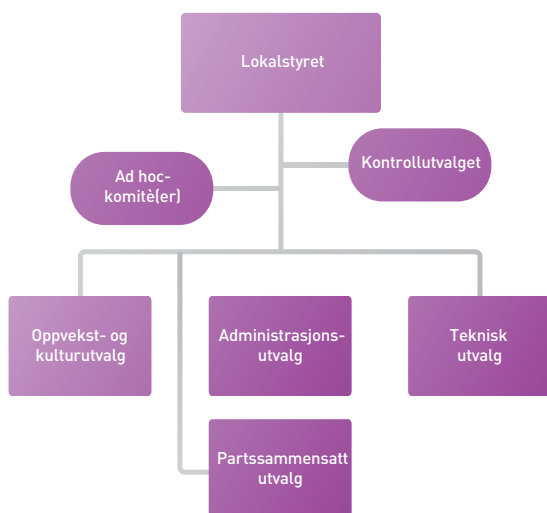 Lokalstyret
Kontrollutvalget
Ad hoc-
komitè(er)
Oppvekst- og
kulturutvalg
Administrasjons-
utvalg
Teknisk
utvalg
Partssammensatt
utvalg